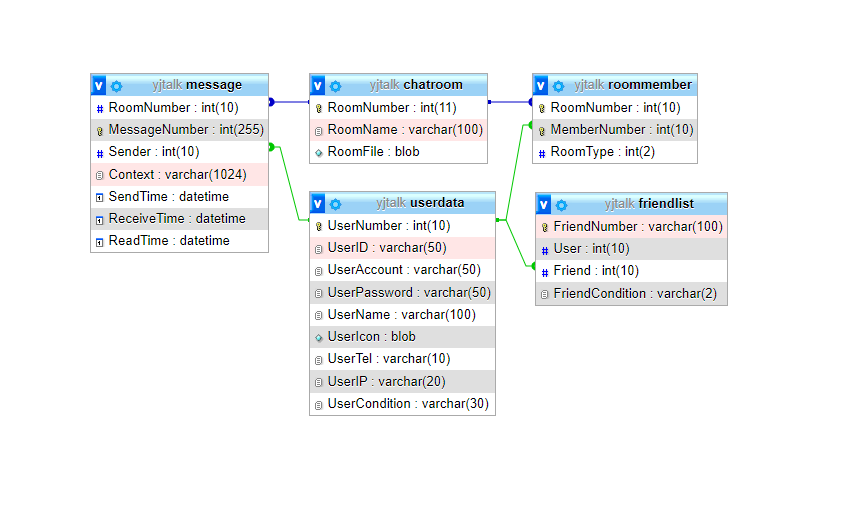 yjtalk message
RoomNumber : int(10)
MessageNumber : int(255)
Sender : int(10)
Context : varchar(1024)
SendTime : datetime
ReceiveTime : datetime
ReadTime : datetime
yjtalk chatroom
RoomNumber : int(11)
RoomName : varchar(100)
RoomFile : blob
yjtalk roommember
RoomNumber : int(10)
MemberNumber : int(10)
RoomType : int(2)
yjtalk userdata
UserNumber : int(10)
UserID : varchar(50)
UserAccount : varchar(50)
UserPassword : varchar(50)
UserName : varchar(100)
UserIcon : blob
UserTel : varchar(10)
UserIP : varchar(20)
UserCondition : varchar(30)
yjtalk friendlist
FriendNumber : varchar(100)
User : int(10)
Friend : int(10)
FriendCondition : varchar(2)